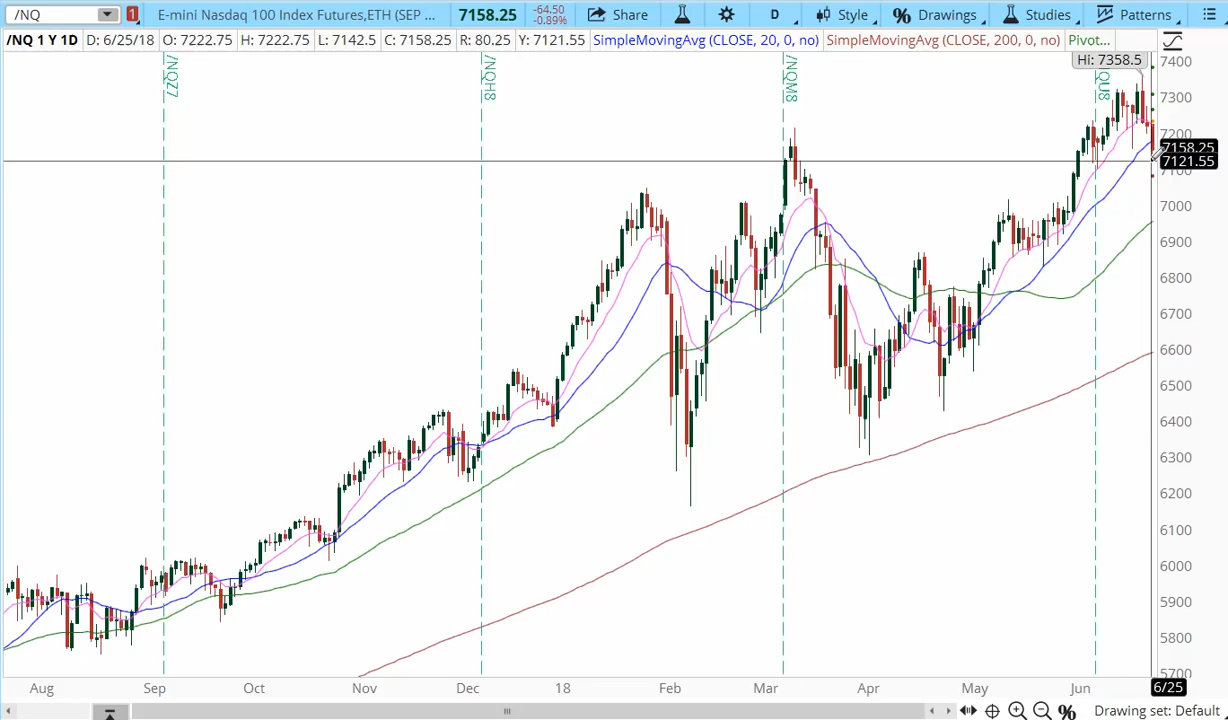 /NQ 1 E-mini Nasdaq 100 Index Futures,ETH (SEP ... 7158.25 -64.50 -0.89% Share D Style % Drawings Studies Patterns
/NQ 1 Y 1D D: 6/25/18 O: 7222.75 H: 7222.75 L: 7142.5 C: 7158.25 R: 80.25 Y: 7121.55 SimpleMovingAvg (CLOSE, 20, 0, no) SimpleMovingAvg (CLOSE, 200, 0, no) Pivot...
Hi: 7358.5
/NQZ7
/NQH8
/NQM8
7400
7300
7200
7158.25
7121.55
7100
7000
6900
6800
6700
6600
6500
6400
6300
6200
6100
6000
5900
5800
5700
Aug Sep Oct Nov Dec 18 Feb Mar Apr May Jun 6/25
% Drawing set: Default